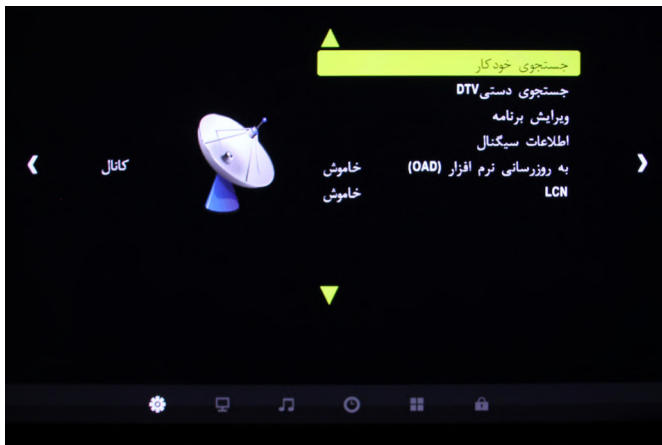 جستجوی خودکار
جستجوی دستی DTV
ویرایش برنامه
اطلاعات سیگنال
به روزرسانی نرم افزار (OAD) خاموش
کانال
LCN خاموش